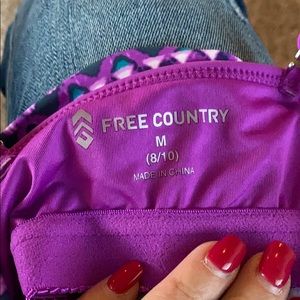 FREE COUNTRY
M
(8/10)
MADE IN CHINA